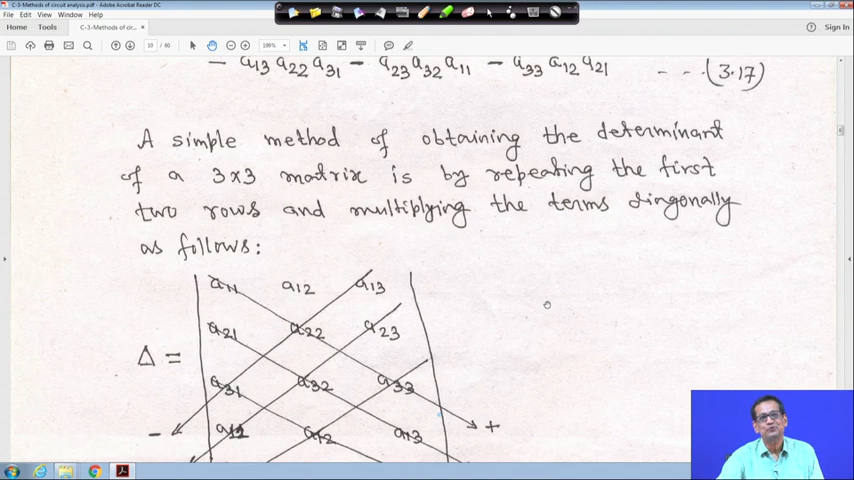 C-3-Methods of circuit analysis.pdf - Adobe Acrobat Reader DC
File Edit View Window Help
Home Tools C-3-Methods of cir... × Sign In
10 / 60 199%
- a13 a22 a31 - a23 a32 a11 - a33 a12 a21 --- (3.17)
A simple method of obtaining the determinant
of a 3x3 matrix is by repeating the first
two rows and multiplying the terms diagonally
as follows:
a11 a12 a13
a21 a22 a23
Δ =
a31 a32 a33
- +
a12 a13